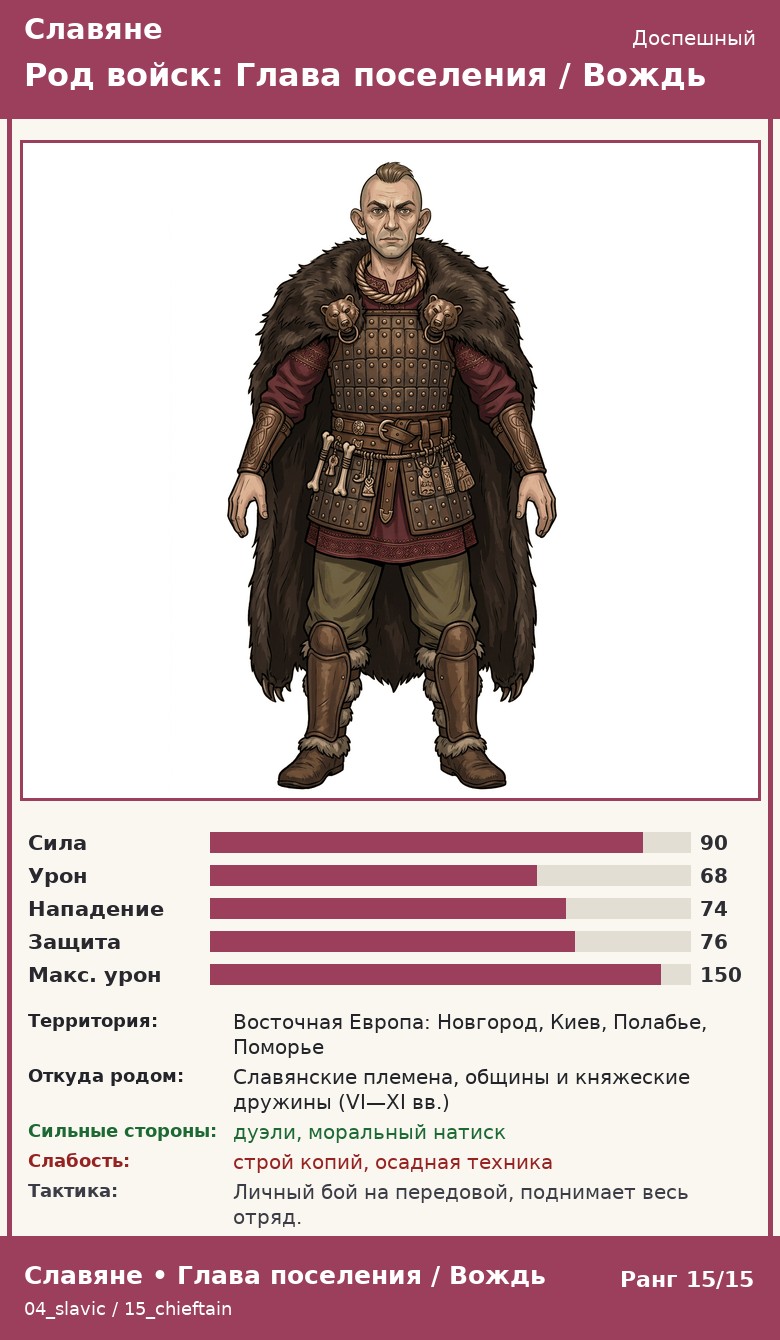 Славяне
Доспешный
Род войск: Глава поселения / Вождь
Сила 90
Урон 68
Нападение 74
Защита 76
Макс. урон 150
Территория: Восточная Европа: Новгород, Киев, Полабье,
Поморье
Откуда родом: Славянские племена, общины и княжеские
дружины (VI—XI вв.)
Сильные стороны: дуэли, моральный натиск
Слабость: строй копий, осадная техника
Тактика: Личный бой на передовой, поднимает весь
отряд.
Славяне • Глава поселения / Вождь
Ранг 15/15
04_slavic / 15_chieftain